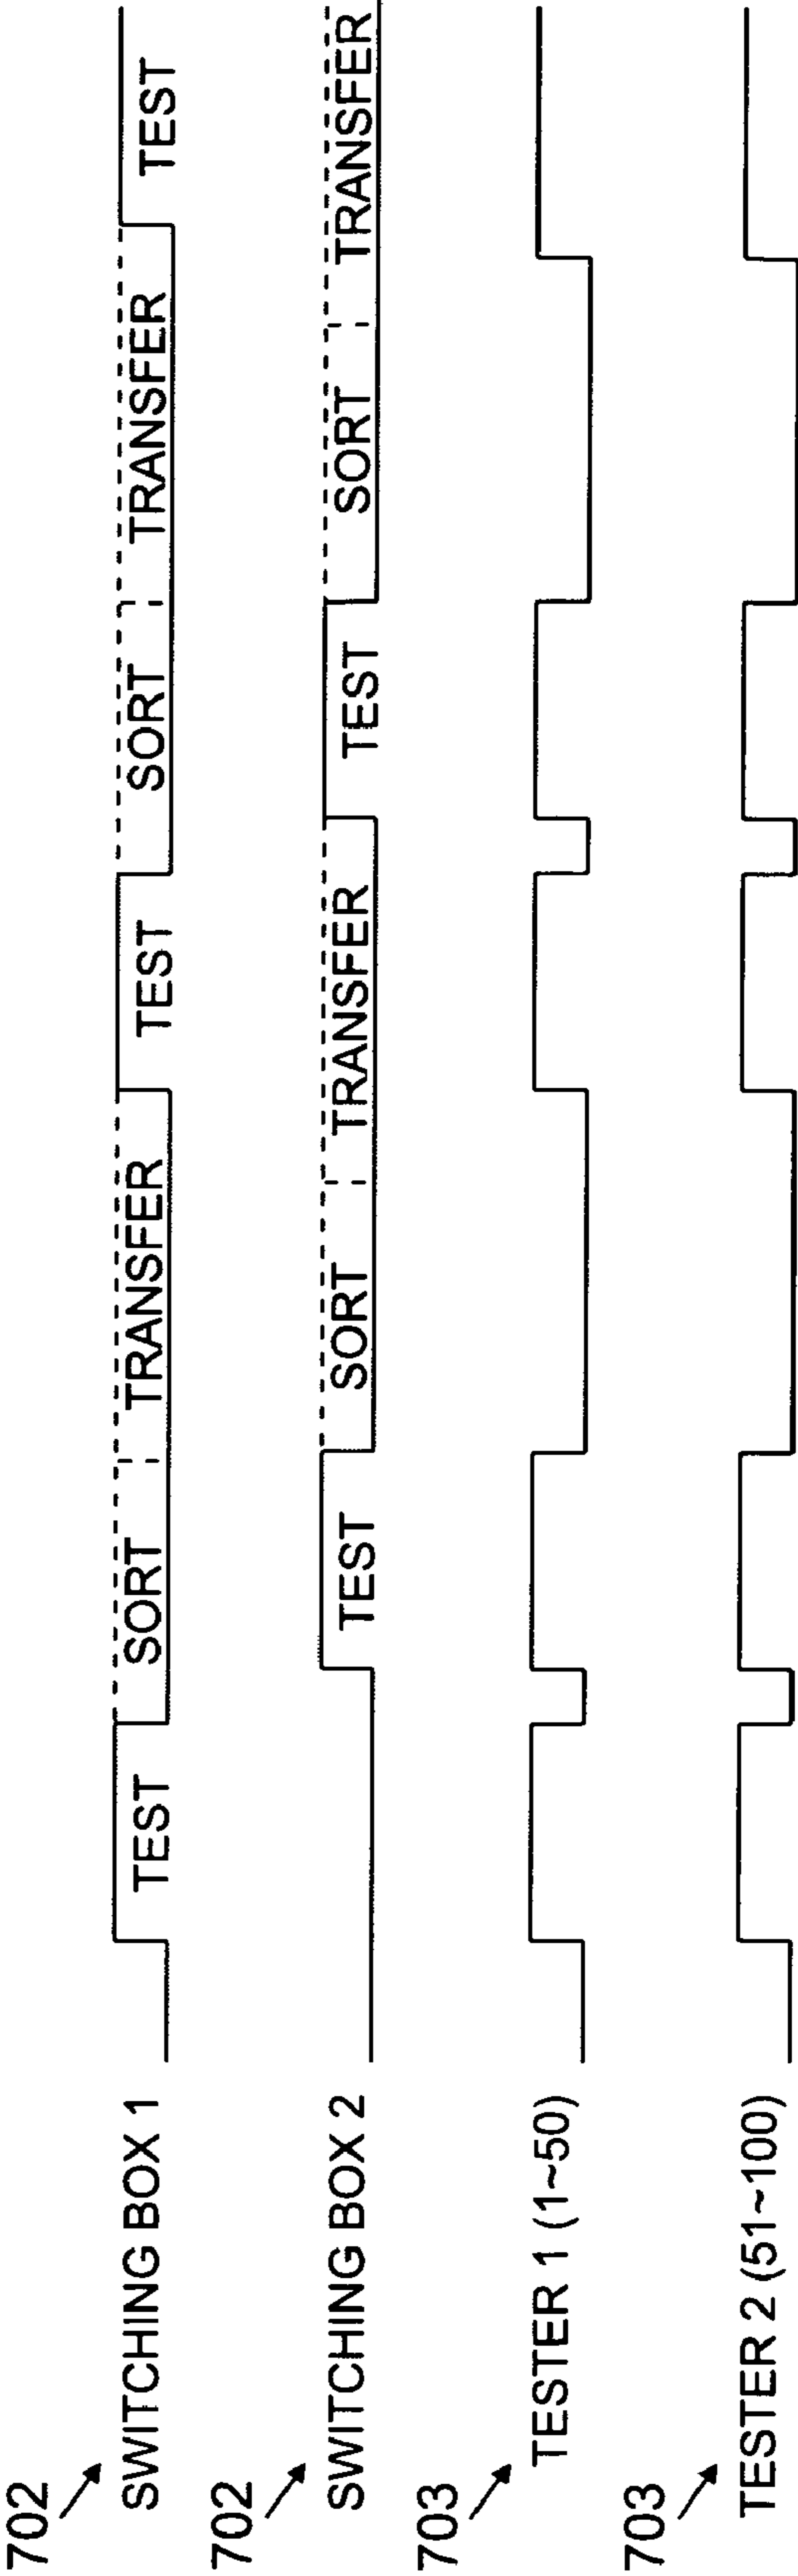 702
SWITCHING BOX 1
TEST
SORT
TRANSFER
TEST
SORT
TRANSFER
TEST
702
SWITCHING BOX 2
TEST
SORT
TRANSFER
TEST
SORT
TRANSFER
703
TESTER 1 (1~50)
703
TESTER 2 (51~100)